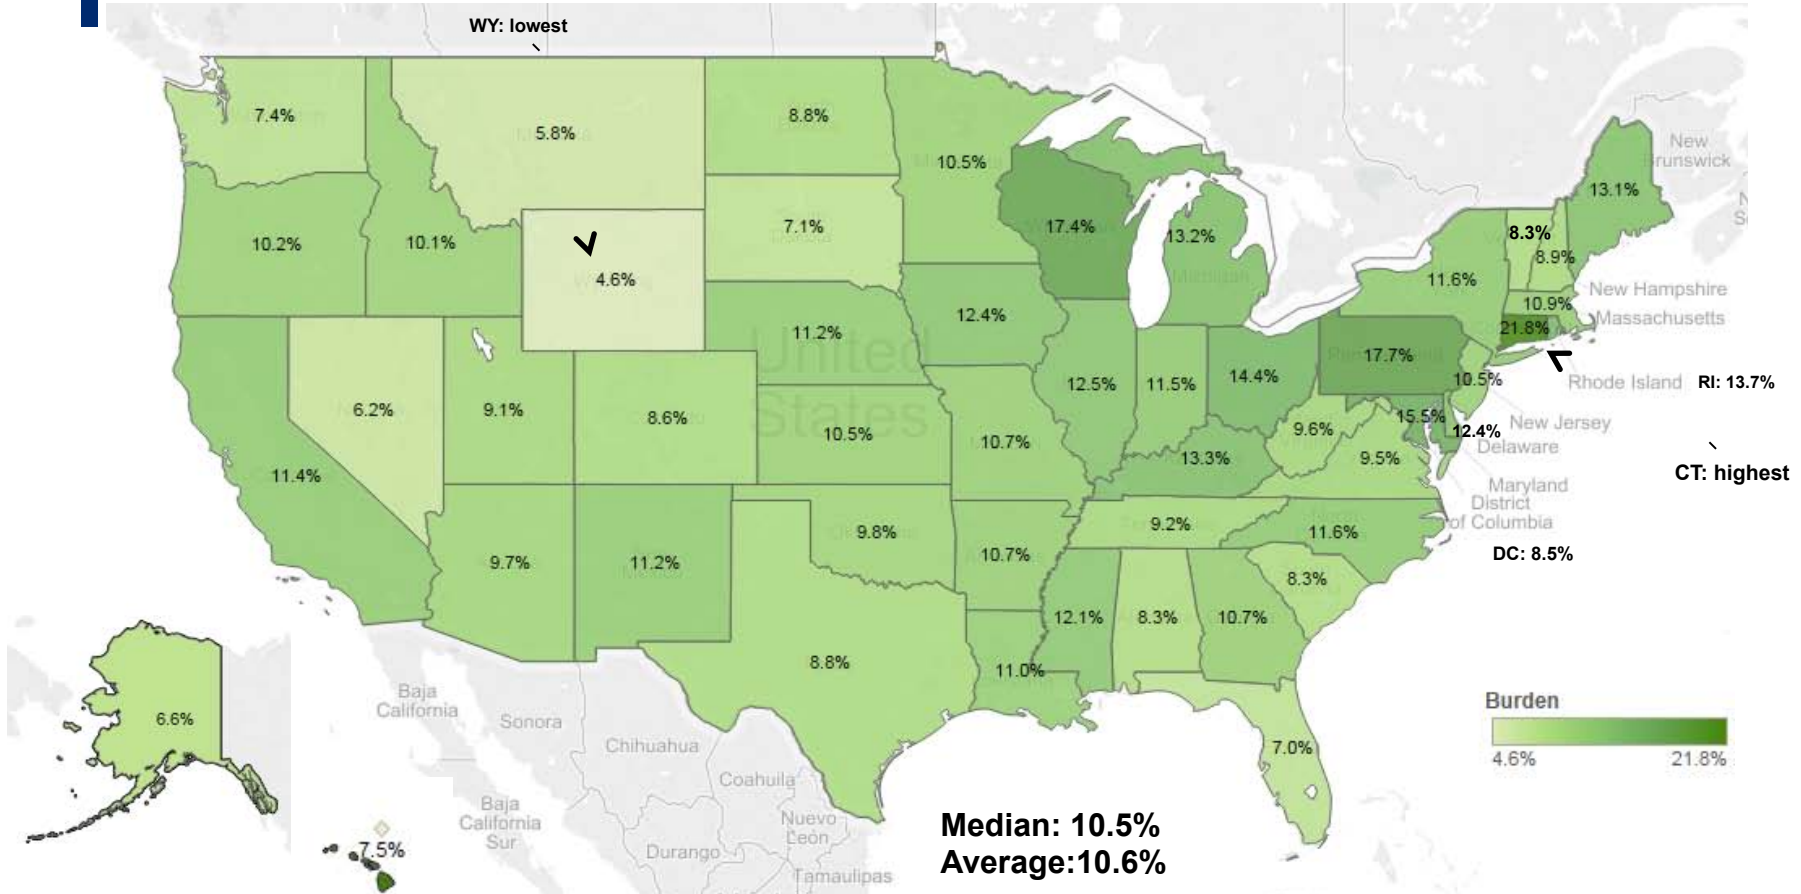 WY: lowest
7.4%
5.8%
8.8%
10.5%
10.2%
10.1%
4.6%
7.1%
17.4%
13.2%
Michigan
13.1%
New
Brunswick
8.3%
8.9%
11.6%
10.9%
New Hampshire
Massachusetts
21.8%
12.4%
11.2%
United
States
6.2%
9.1%
8.6%
10.5%
10.7%
12.5%
11.5%
14.4%
17.7%
10.5%
Rhode Island
RI: 13.7%
15.5%
12.4%
New Jersey
Delaware
9.6%
9.5%
13.3%
11.4%
CT: highest
Maryland
District
of Columbia
DC: 8.5%
9.7%
11.2%
9.8%
10.7%
9.2%
11.6%
8.3%
12.1%
8.3%
10.7%
8.8%
11.0%
7.0%
6.6%
7.5%
Baja
California
Sonora
Chihuahua
Coahuila
Baja
California
Sur
Durango
Nuevo
León
Tamaulipas
Burden
4.6%
21.8%
Median: 10.5%
Average:10.6%